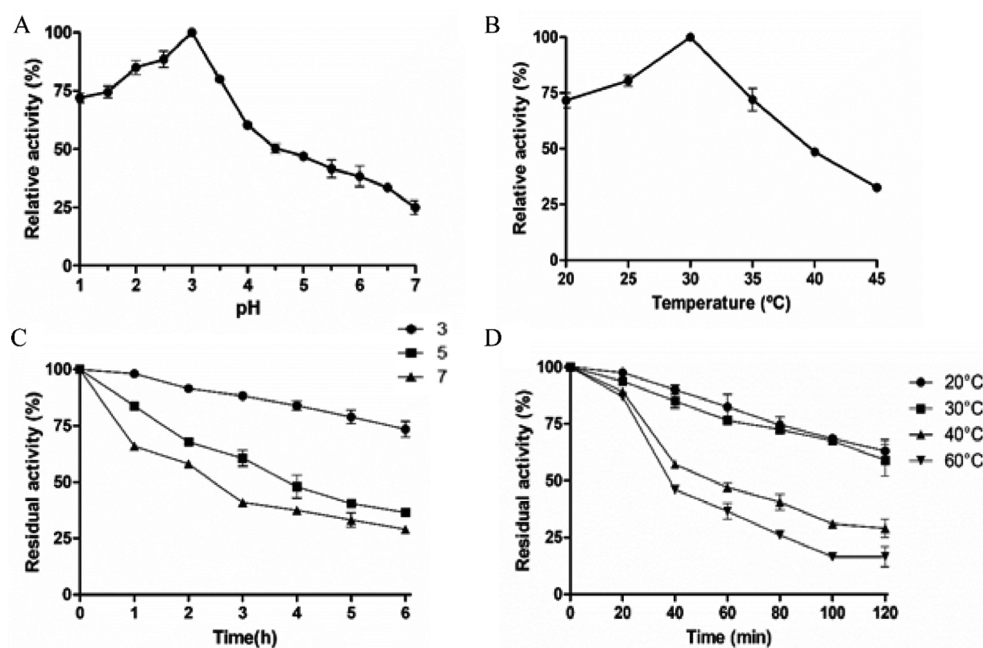 A
Relative activity (%)
100
75
50
25
0
1 2 3 4 5 6 7
pH
B
Relative activity (%)
100
75
50
25
0
20 25 30 35 40 45
Temperature (ºC)
C
3
5
7
Residual activity (%)
100
75
50
25
0
0 1 2 3 4 5 6
Time(h)
D
20°C
30°C
40°C
60°C
Residual activity (%)
100
75
50
25
0
0 20 40 60 80 100 120
Time (min)